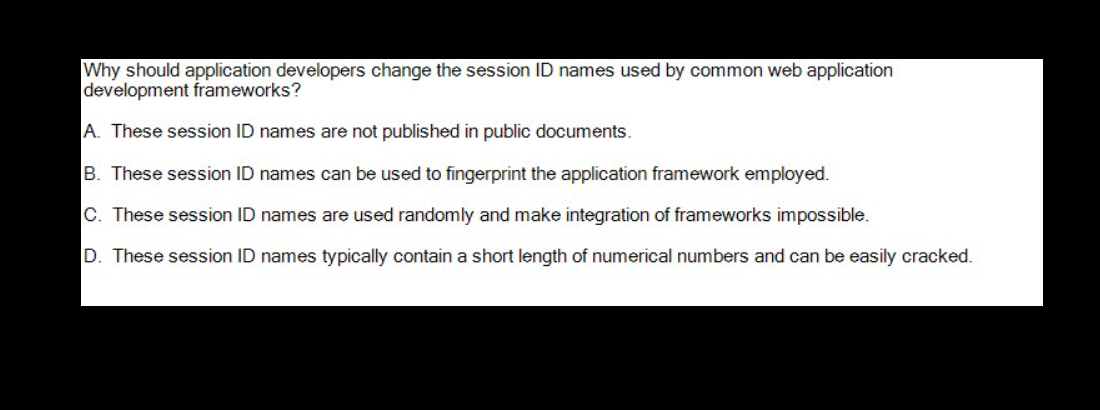 Why should application developers change the session ID names used by common web application
development frameworks?
A. These session ID names are not published in public documents.
B. These session ID names can be used to fingerprint the application framework employed.
C. These session ID names are used randomly and make integration of frameworks impossible.
D. These session ID names typically contain a short length of numerical numbers and can be easily cracked.